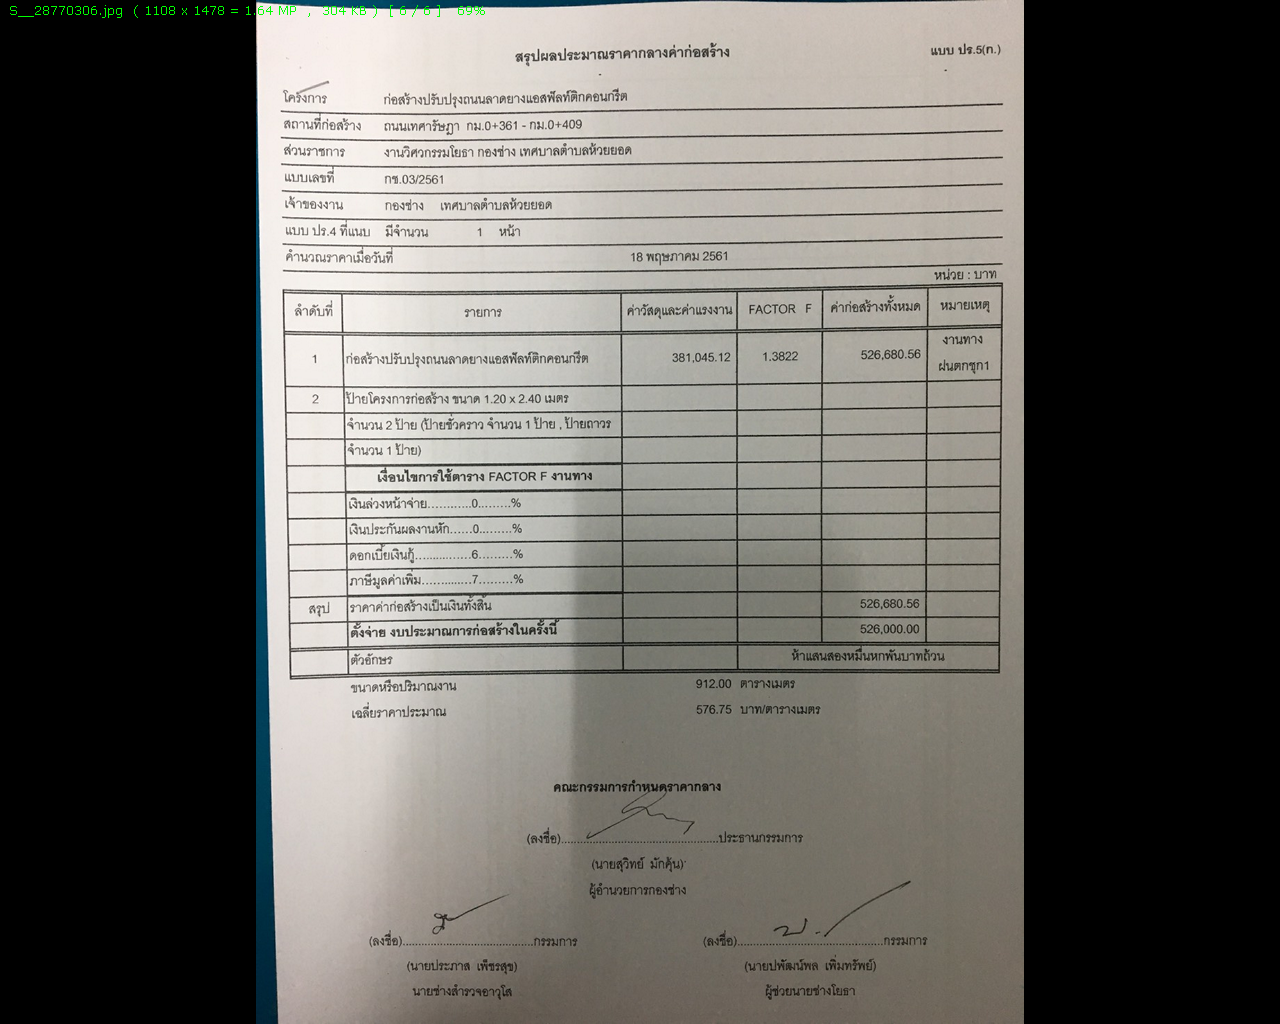 S__28770306.jpg ( 1108 x 1478 = 1.64 MP , 304 KB ) [ 6 / 6 ] 69%
สรุปผลประมาณราคากลางค่าก่อสร้าง
แบบ ปร.5(ก.)
โครงการ ก่อสร้างปรับปรุงถนนลาดยางแอสฟัลท์ติกคอนกรีต
สถานที่ก่อสร้าง ถนนเทศารัษฎา กม.0+361 - กม.0+409
ส่วนราชการ งานวิศวกรรมโยธา กองช่าง เทศบาลตำบลห้วยยอด
แบบเลขที่ กช.03/2561
เจ้าของงาน กองช่าง เทศบาลตำบลห้วยยอด
แบบ ปร.4 ที่แนบ มีจำนวน 1 หน้า
คำนวณราคาเมื่อวันที่ 18 พฤษภาคม 2561
หน่วย : บาท
ลำดับที่ รายการ ค่าวัสดุและค่าแรงงาน FACTOR F ค่าก่อสร้างทั้งหมด หมายเหตุ
1 ก่อสร้างปรับปรุงถนนลาดยางแอสฟัลท์ติกคอนกรีต 381,045.12 1.3822 526,680.56 งานทาง
ฝนตกชุก1
2 ป้ายโครงการก่อสร้าง ขนาด 1.20 x 2.40 เมตร
จำนวน 2 ป้าย (ป้ายชั่วคราว จำนวน 1 ป้าย , ป้ายถาวร
จำนวน 1 ป้าย)
เงื่อนไขการใช้ตาราง FACTOR F งานทาง
เงินล่วงหน้าจ่าย............0........%
เงินประกันผลงานหัก......0.........%
ดอกเบี้ยเงินกู้...............6.........%
ภาษีมูลค่าเพิ่ม..............7.........%
สรุป ราคาค่าก่อสร้างเป็นเงินทั้งสิ้น 526,680.56
ตั้งจ่าย งบประมาณการก่อสร้างในครั้งนี้ 526,000.00
ตัวอักษร ห้าแสนสองหมื่นหกพันบาทถ้วน
ขนาดหรือปริมาณงาน 912.00 ตารางเมตร
เฉลี่ยราคาประมาณ 576.75 บาท/ตารางเมตร
คณะกรรมการกำหนดราคากลาง
(ลงชื่อ)..........................................ประธานกรรมการ
(นายสุวิทย์ มักคุ้น)
ผู้อำนวยการกองช่าง
(ลงชื่อ)...................................กรรมการ (ลงชื่อ).......................................กรรมการ
(นายประภาส เพ็ชรสุข) (นายปพัฒน์พล เพิ่มทรัพย์)
นายช่างสำรวจอาวุโส ผู้ช่วยนายช่างโยธา